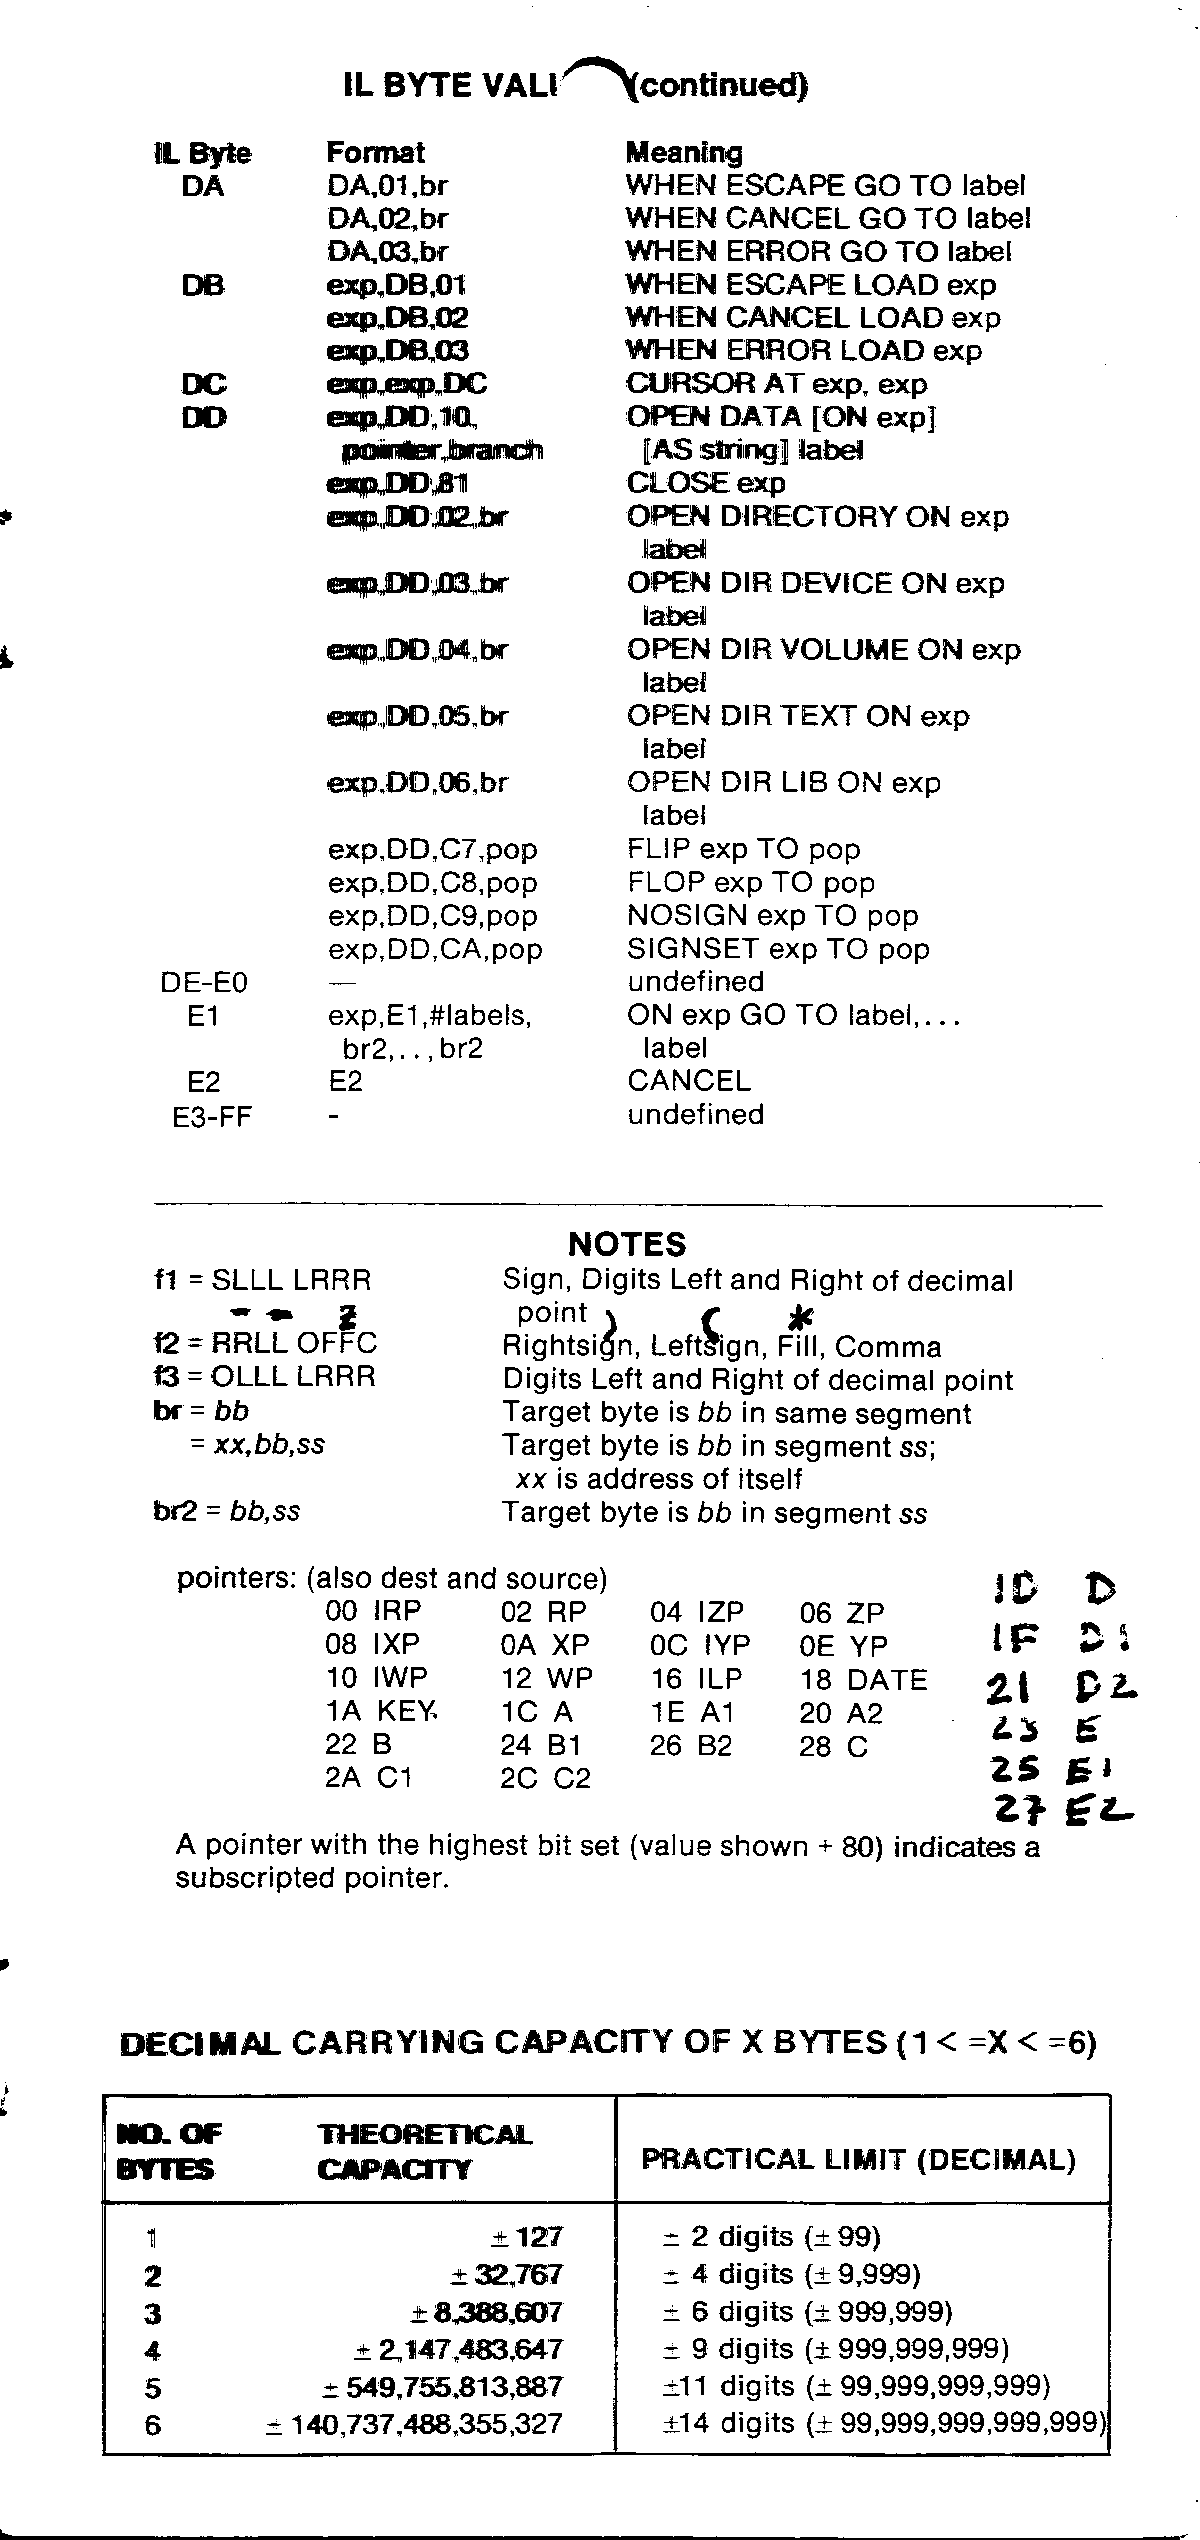 IL BYTE VALU (continued)
IL Byte Format Meaning
DA DA,01,br WHEN ESCAPE GO TO label
DA,02,br WHEN CANCEL GO TO label
DA,03,br WHEN ERROR GO TO label
DB exp,DB,01 WHEN ESCAPE LOAD exp
exp,DB,02 WHEN CANCEL LOAD exp
exp,DB,03 WHEN ERROR LOAD exp
DC exp,exp,DC CURSOR AT exp, exp
DD exp,DD,10, OPEN DATA [ON exp]
pointer,branch [AS string] label
exp,DD,81 CLOSE exp
exp,DD,02,br OPEN DIRECTORY ON exp
label
exp,DD,03,br OPEN DIR DEVICE ON exp
label
exp,DD,04,br OPEN DIR VOLUME ON exp
label
exp,DD,05,br OPEN DIR TEXT ON exp
label
exp,DD,06,br OPEN DIR LIB ON exp
label
exp,DD,C7,pop FLIP exp TO pop
exp,DD,C8,pop FLOP exp TO pop
exp,DD,C9,pop NOSIGN exp TO pop
exp,DD,CA,pop SIGNSET exp TO pop
DE-E0 — undefined
E1 exp,E1,#labels, ON exp GO TO label,...
br2,..,br2 label
E2 E2 CANCEL
E3-FF - undefined
NOTES
f1 = SLLL LRRR Sign, Digits Left and Right of decimal
point
- - Z ) ( *
f2 = RRLL OFFC Rightsign, Leftsign, Fill, Comma
f3 = OLLL LRRR Digits Left and Right of decimal point
br = bb Target byte is bb in same segment
= xx,bb,ss Target byte is bb in segment ss;
xx is address of itself
br2 = bb,ss Target byte is bb in segment ss
pointers: (also dest and source)
00 IRP 02 RP 04 IZP 06 ZP
08 IXP 0A XP 0C IYP 0E YP
10 IWP 12 WP 16 ILP 18 DATE
1A KEY 1C A 1E A1 20 A2
22 B 24 B1 26 B2 28 C
2A C1 2C C2
1D D
1F D1
21 D2
23 E
25 E1
27 E2
A pointer with the highest bit set (value shown + 80) indicates a
subscripted pointer.
DECIMAL CARRYING CAPACITY OF X BYTES (1 < =X < =6)
NO. OF BYTES THEORETICAL CAPACITY PRACTICAL LIMIT (DECIMAL)
1 ± 127 ± 2 digits (± 99)
2 ± 32,767 ± 4 digits (± 9,999)
3 ± 8,388,607 ± 6 digits (± 999,999)
4 ± 2,147,483,647 ± 9 digits (± 999,999,999)
5 ± 549,755,813,887 ±11 digits (± 99,999,999,999)
6 ± 140,737,488,355,327 ±14 digits (± 99,999,999,999,999)